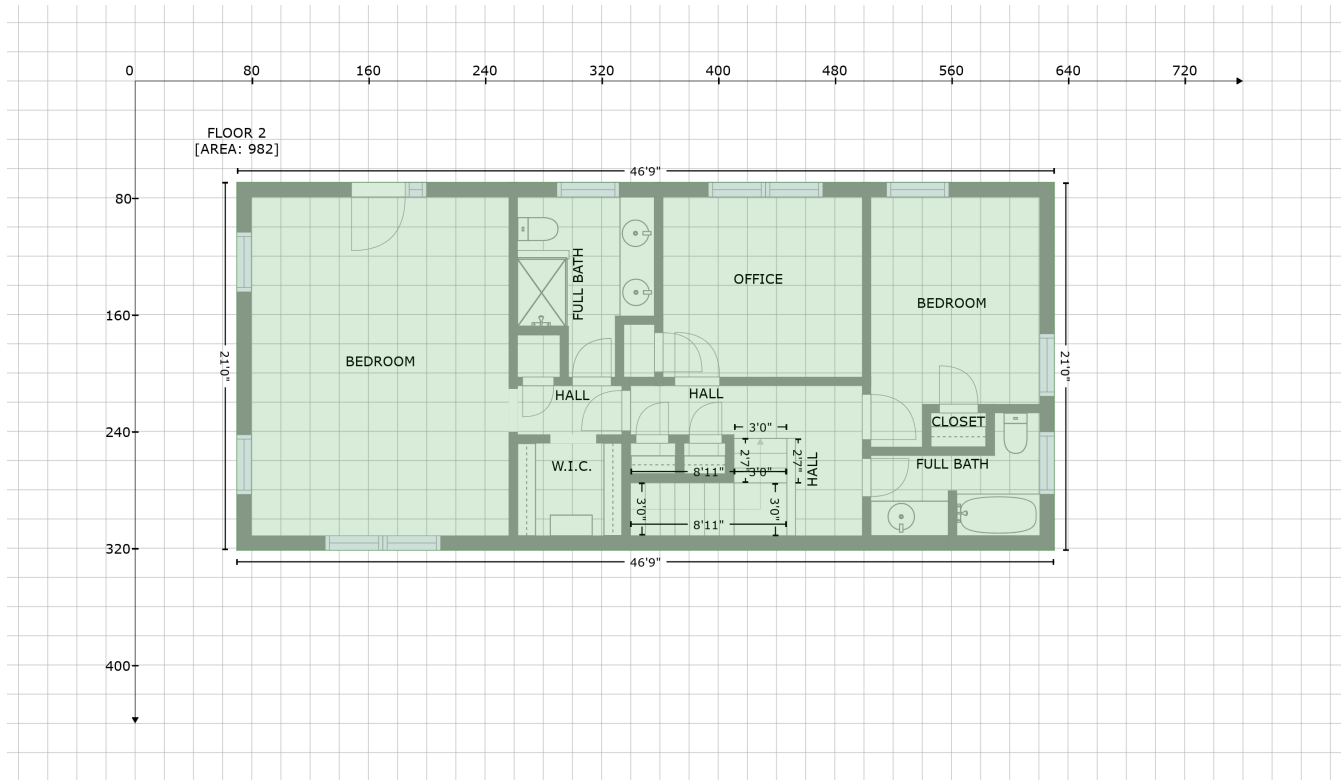 0 80 160 240 320 400 480 560 640 720
FLOOR 2
[AREA: 982]
46'9"
80
160
240
320
400
21'0"
21'0"
FULL BATH
OFFICE
BEDROOM
BEDROOM
HALL
HALL
CLOSET
3'0"
W.I.C.
2'7"
2'7"
HALL
FULL BATH
8'11"
3'0"
3'0"
3'0"
8'11"
46'9"